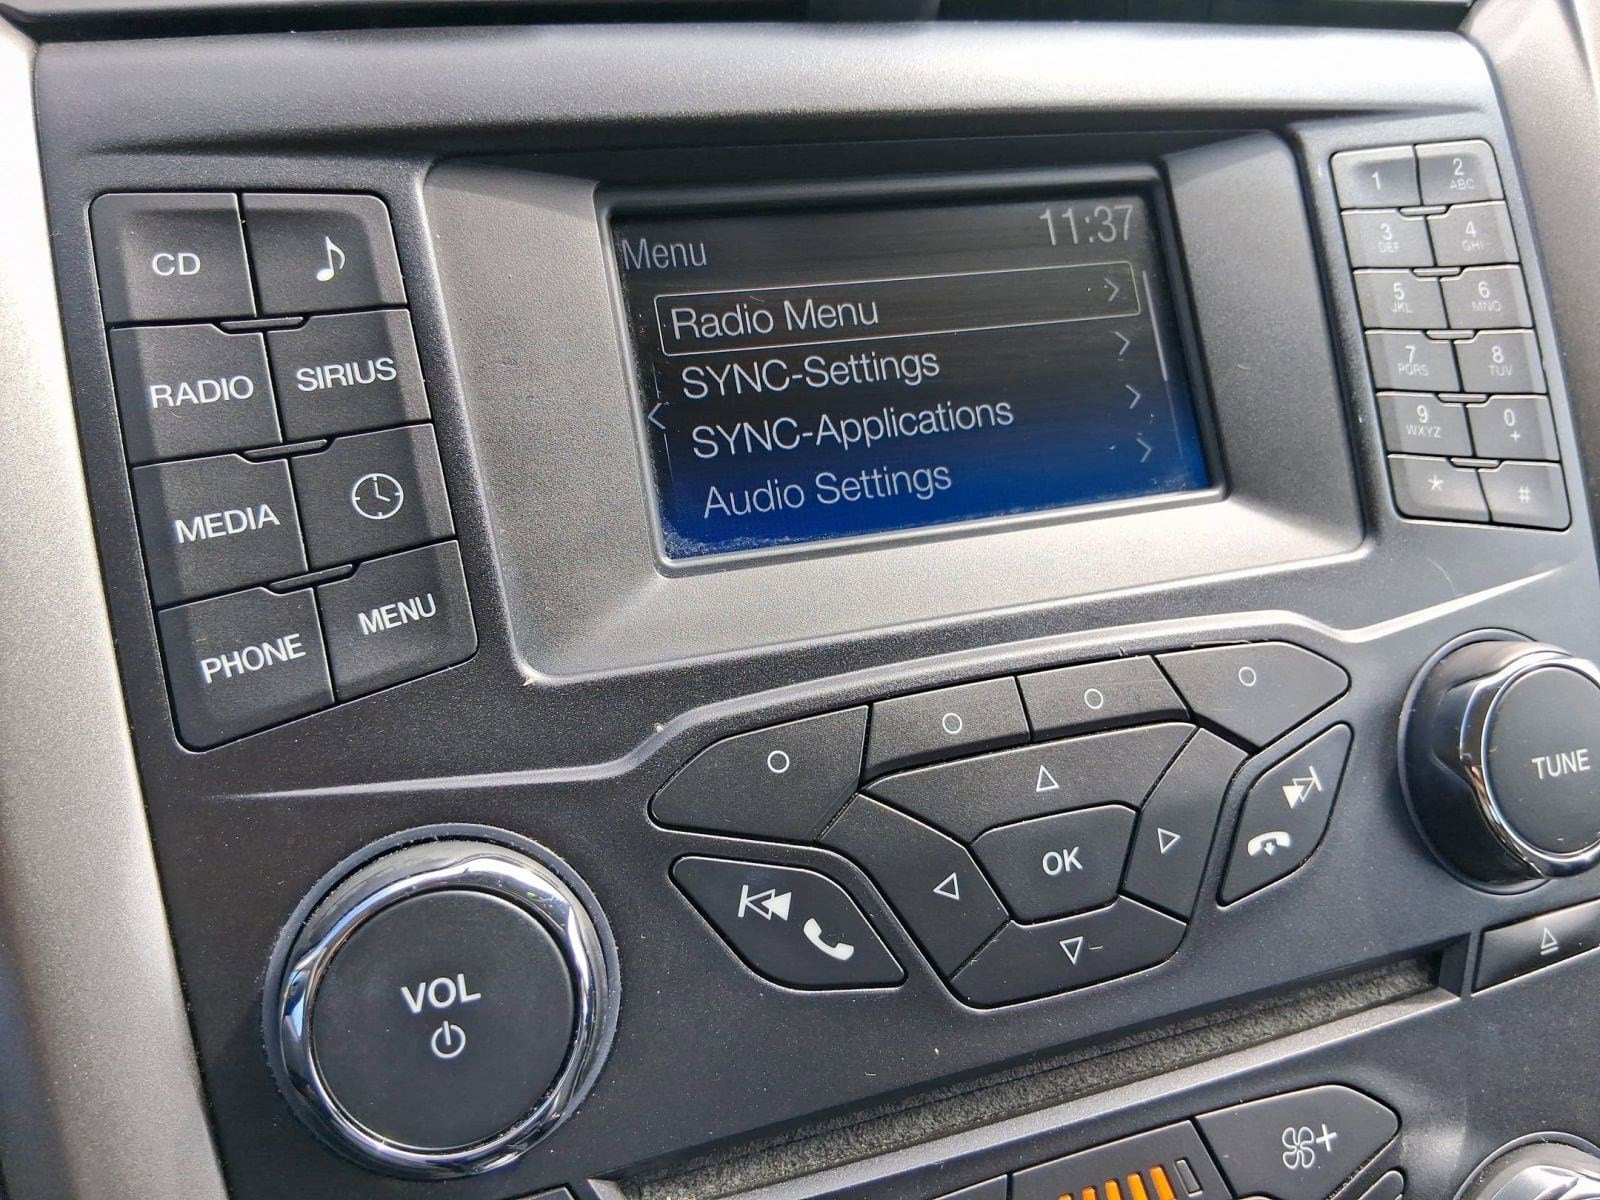 11:37
Menu
Radio Menu
SYNC-Settings
SYNC-Applications
Audio Settings
CD
RADIO
SIRIUS
MEDIA
PHONE
MENU
1
2
ABC
3
DEF
4
GHI
5
JKL
6
MNO
7
PQRS
8
TUV
9
WXYZ
0
+
*
#
OK
TUNE
VOL
+